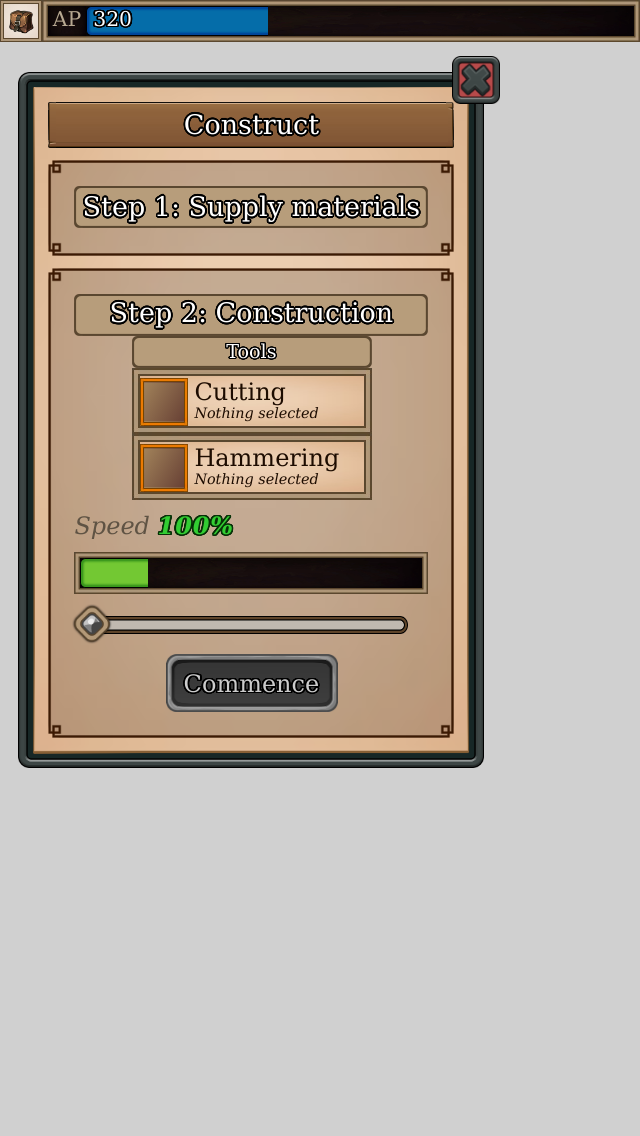 AP 320
Construct
Step 1: Supply materials
Step 2: Construction
Tools
Cutting
Nothing selected
Hammering
Nothing selected
Speed 100%
Commence